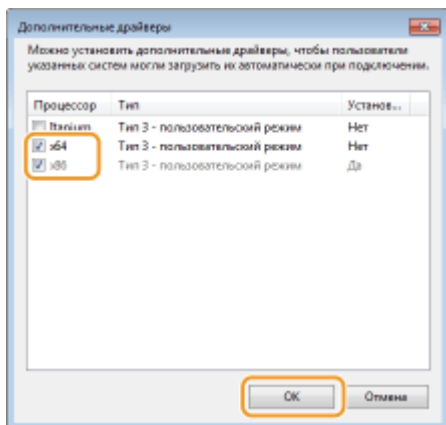 Дополнительные драйверы
Можно установить дополнительные драйверы, чтобы пользователи
указанных систем могли загрузить их автоматически при подключении.
Процессор Тип Установ...
Itanium Тип 3 - пользовательский режим Нет
x64 Тип 3 - пользовательский режим Нет
x86 Тип 3 - пользовательский режим Да
OK Отмена